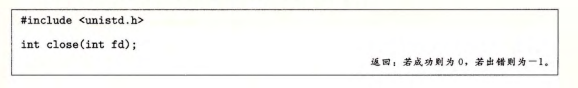 #include <unistd.h>
int close(int fd);
返回：若成功则为 0，若出错则为-1。